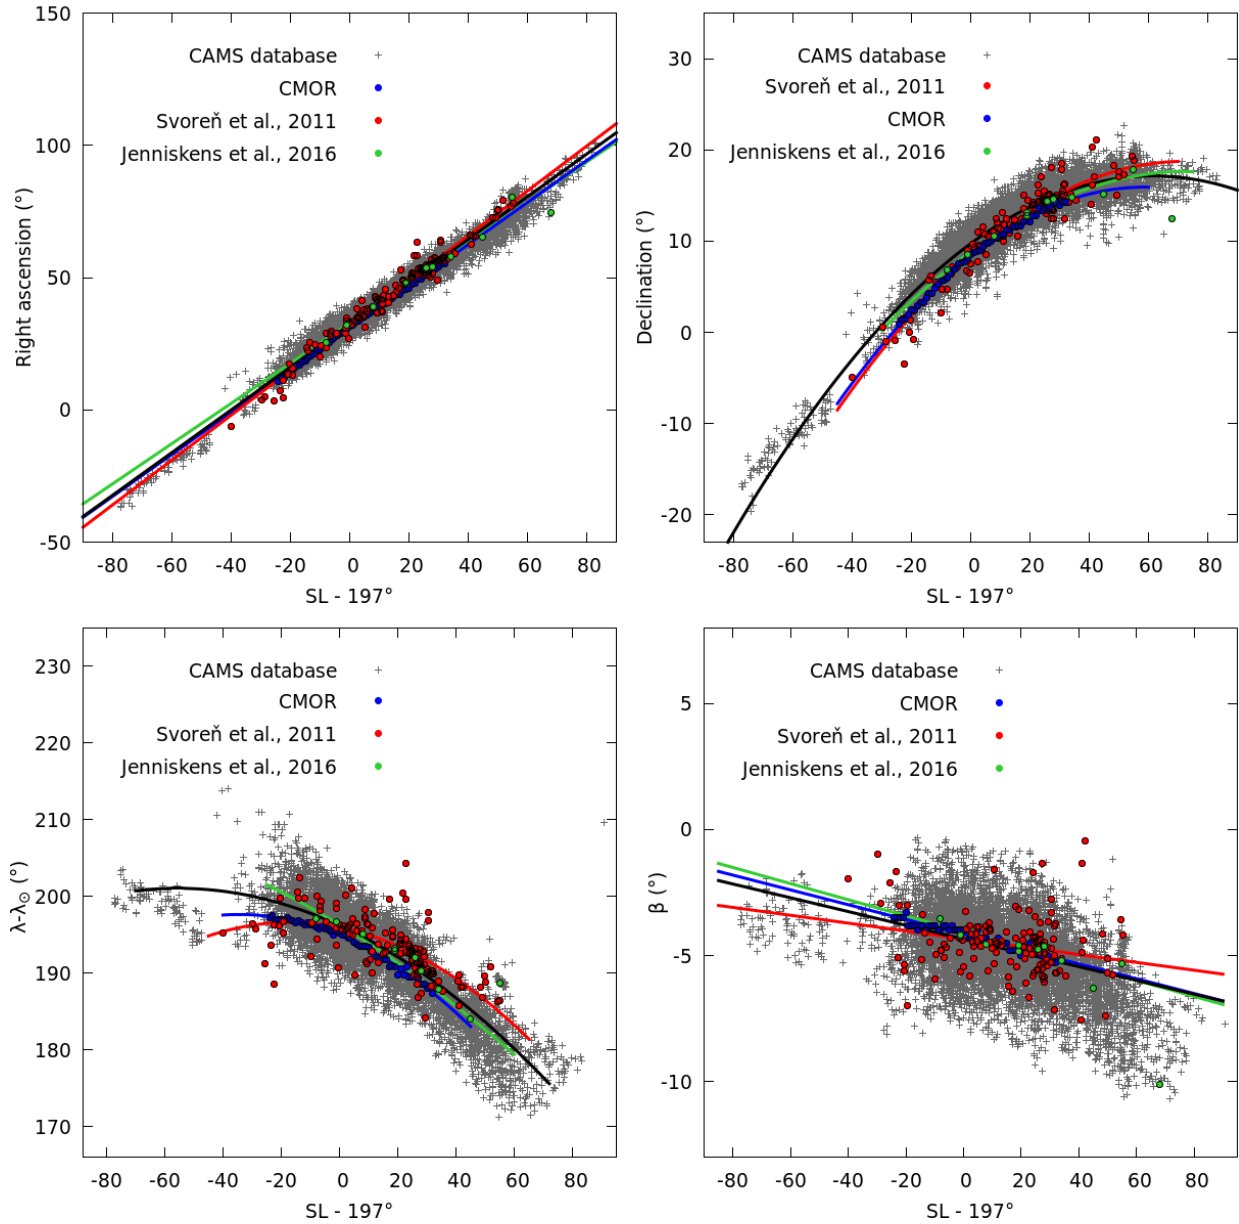 150
100
50
0
-50
Right ascension (°)
CAMS database
CMOR
Svoreň et al., 2011
Jenniskens et al., 2016
-80 -60 -40 -20 0 20 40 60 80
SL - 197°
30
20
10
0
-10
-20
Declination (°)
CAMS database
Svoreň et al., 2011
CMOR
Jenniskens et al., 2016
-80 -60 -40 -20 0 20 40 60 80
SL - 197°
230
220
210
200
190
180
170
λ-λ☉ (°)
CAMS database
CMOR
Svoreň et al., 2011
Jenniskens et al., 2016
-80 -60 -40 -20 0 20 40 60 80
SL - 197°
5
0
-5
-10
β (°)
CAMS database
CMOR
Svoreň et al., 2011
Jenniskens et al., 2016
-80 -60 -40 -20 0 20 40 60 80
SL - 197°